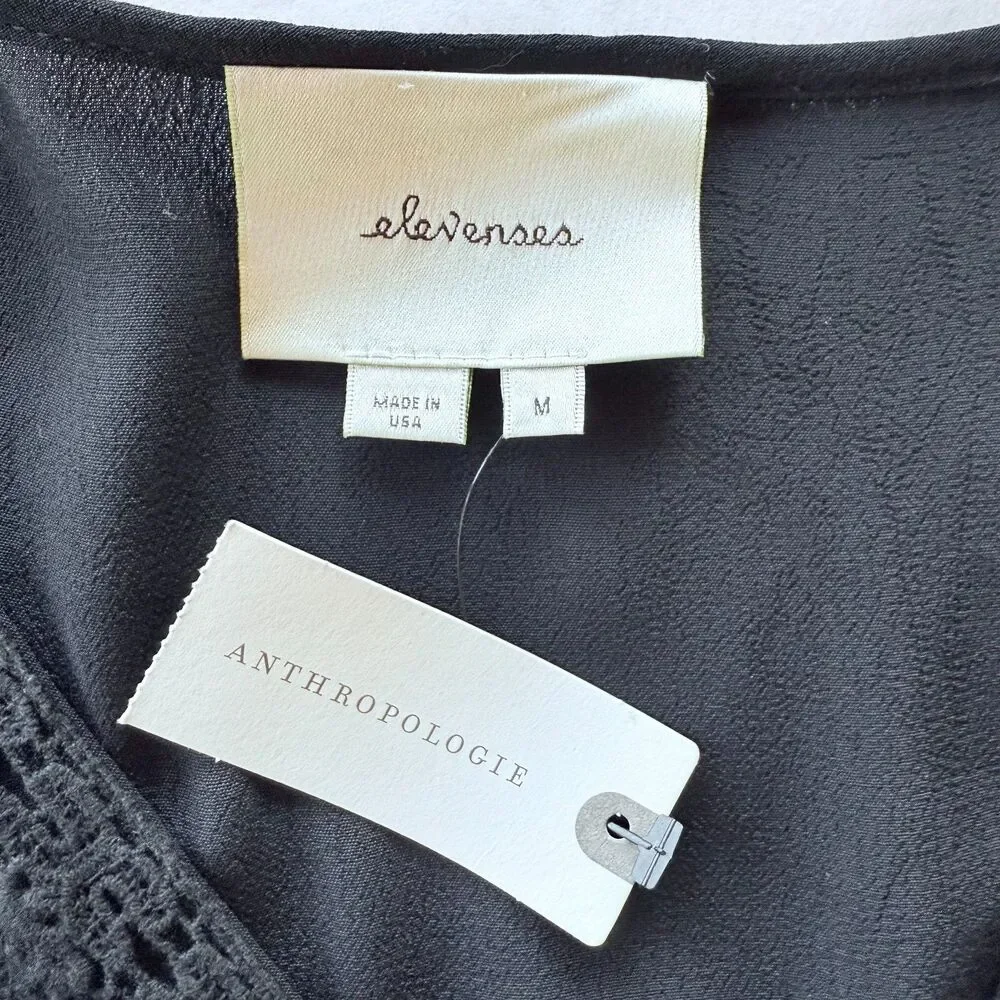 elevenses
MADE IN
USA
M
ANTHROPOLOGIE